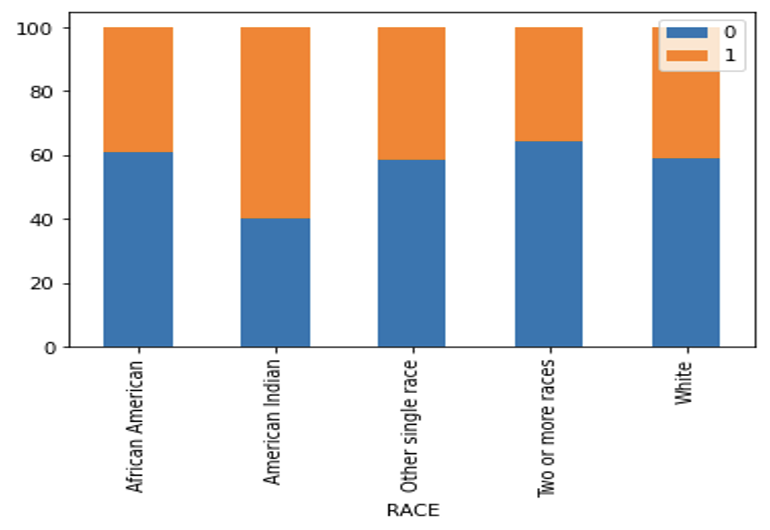 100
80
60
40
20
0
0
1
African American
American Indian
Other single race
Two or more races
White
RACE